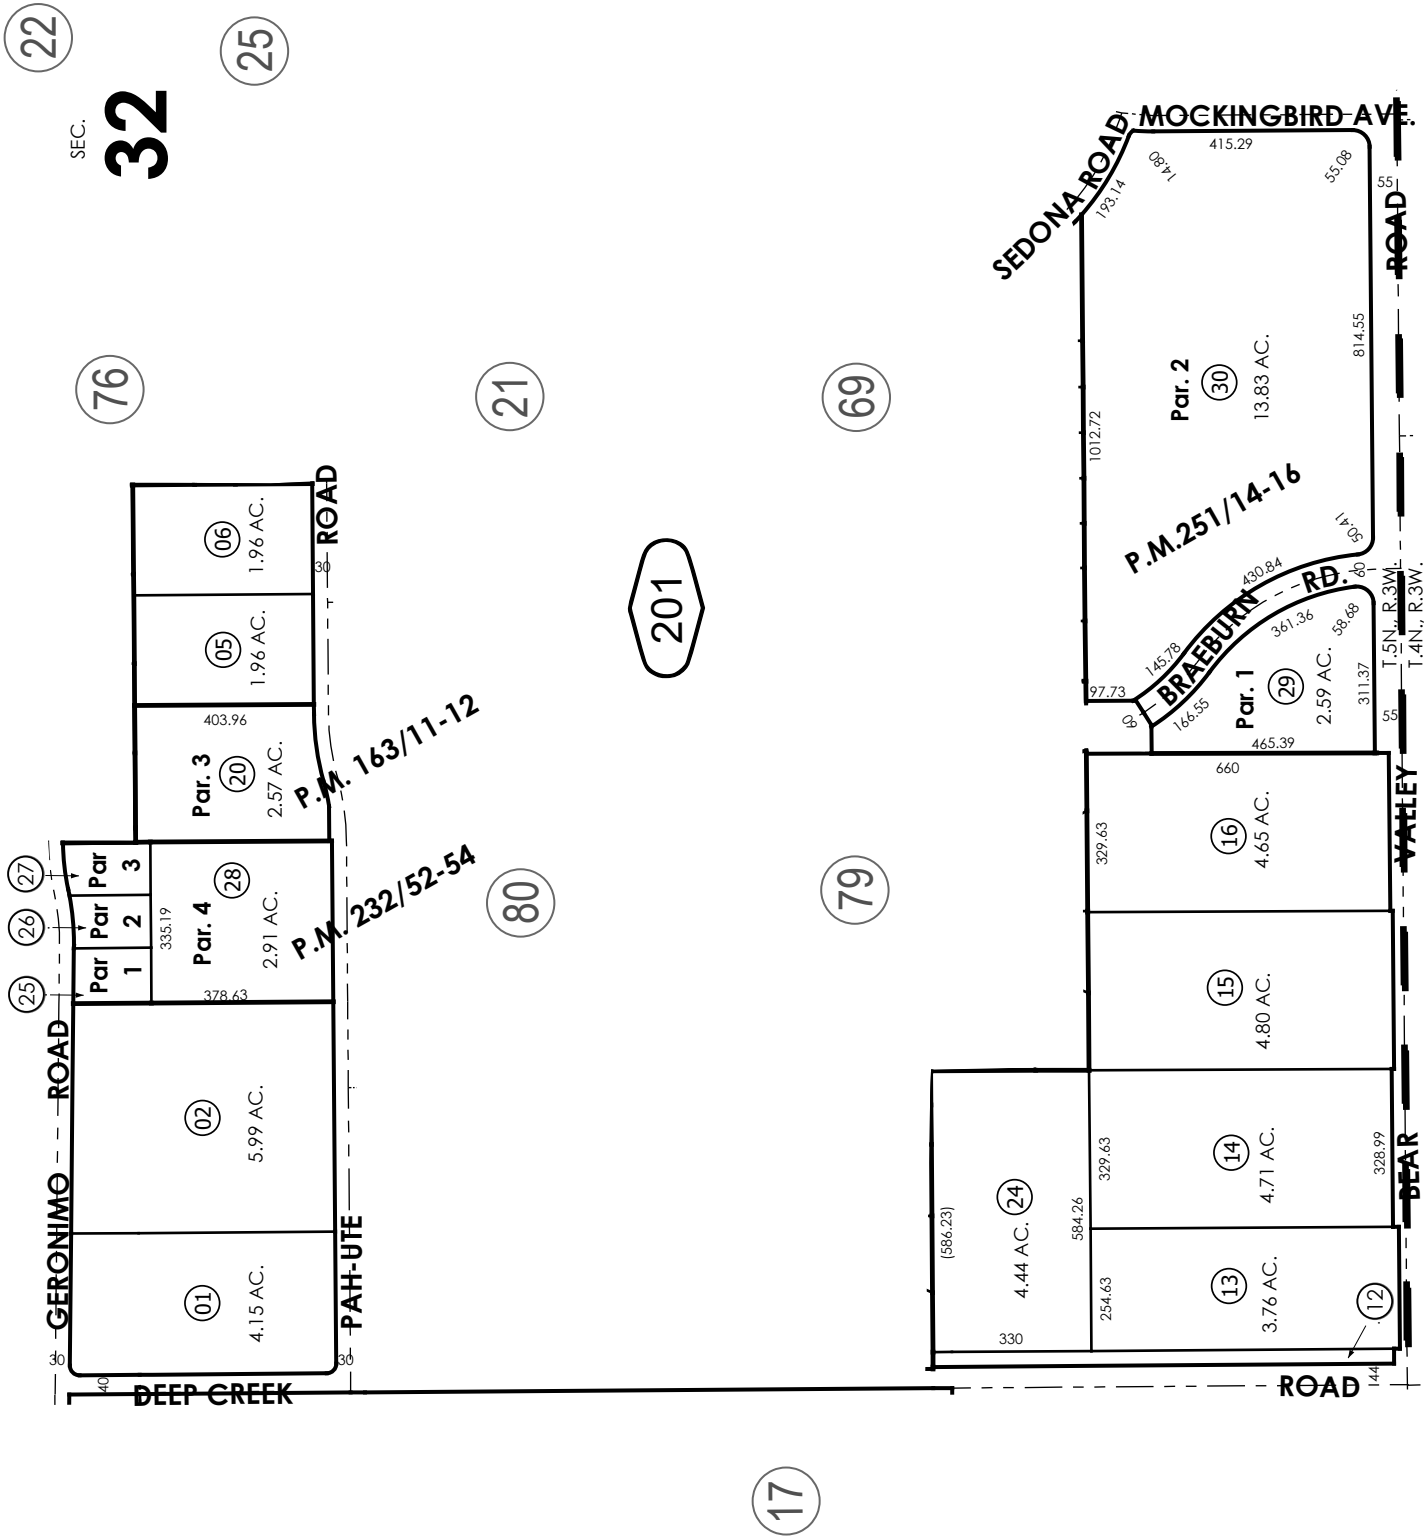 22
25
SEC.
32
MOCKINGBIRD AVE.
SEDONA ROAD
415.29
14.80
193.14
55.08
55
ROAD
76
21
69
1012.72
Par. 2
30
13.83 AC.
814.55
P.M.251/14-16
50.41
430.84
60
BRAEBURN RD.
145.78
97.73
60
166.55
361.36
58.68
Par. 1
29
2.59 AC.
311.37
465.39
55
T.5N., R.3W.
T.4N., R.3W.
ROAD
30
06
1.96 AC.
05
1.96 AC.
201
403.96
Par. 3
20
2.57 AC.
P.M. 163/11-12
27
26
25
Par 3
Par 2
Par 1
335.19
28
Par. 4
2.91 AC.
378.63
P.M. 232/52-54
80
79
660
329.63
16
4.65 AC.
VALLEY
15
4.80 AC.
GERONIMO ROAD
02
5.99 AC.
01
4.15 AC.
PAH-UTE
30
30
40
DEEP CREEK
(586.23)
24
4.44 AC.
584.26
330
329.63
14
4.71 AC.
328.99
BEAR
254.63
13
3.76 AC.
12
44
ROAD
17